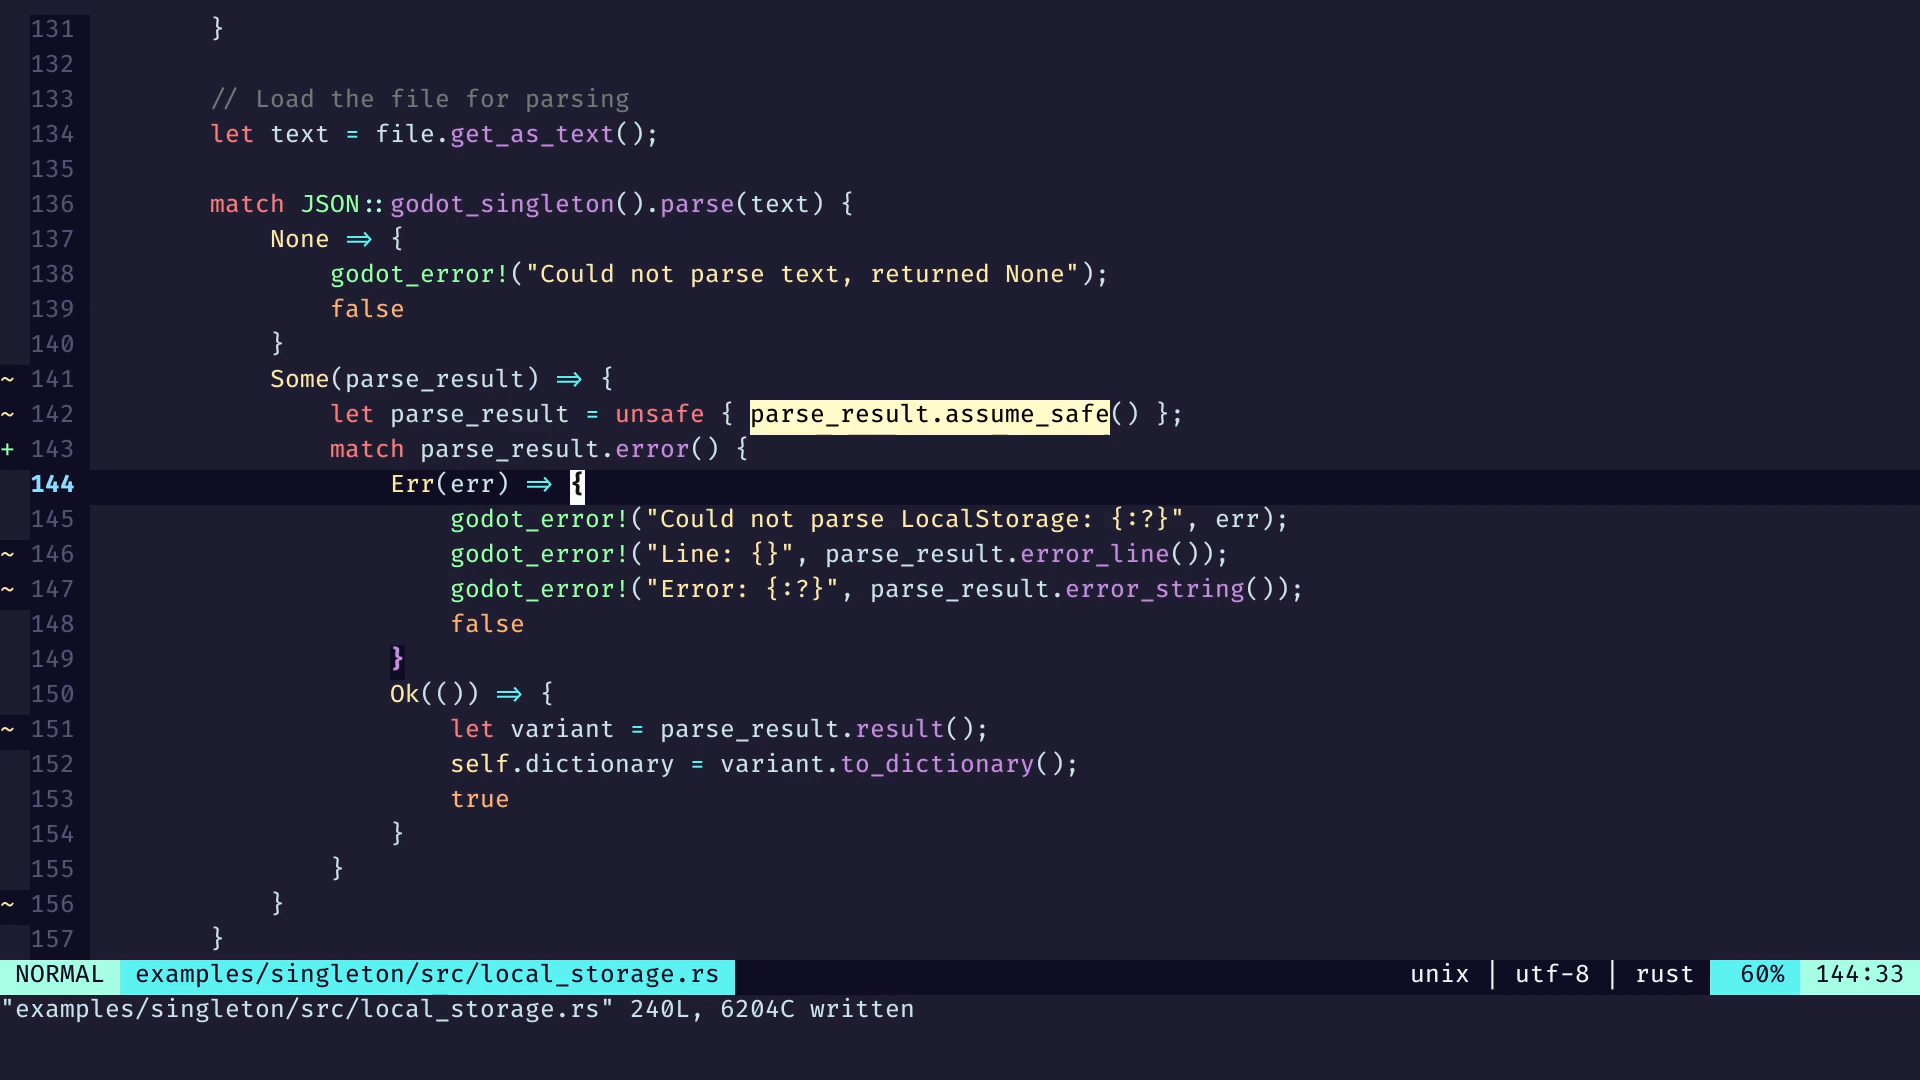 131         }
132
133         // Load the file for parsing
134         let text = file.get_as_text();
135
136         match JSON::godot_singleton().parse(text) {
137             None => {
138                 godot_error!("Could not parse text, returned None");
139                 false
140             }
~ 141             Some(parse_result) => {
~ 142                 let parse_result = unsafe { parse_result.assume_safe() };
+ 143                 match parse_result.error() {
144                     Err(err) => {
145                         godot_error!("Could not parse LocalStorage: {:?}", err);
~ 146                         godot_error!("Line: {}", parse_result.error_line());
~ 147                         godot_error!("Error: {:?}", parse_result.error_string());
148                         false
149                     }
150                     Ok(()) => {
~ 151                         let variant = parse_result.result();
152                         self.dictionary = variant.to_dictionary();
153                         true
154                     }
155                 }
~ 156             }
157         }
NORMAL examples/singleton/src/local_storage.rs unix | utf-8 | rust 60% 144:33
"examples/singleton/src/local_storage.rs" 240L, 6204C written